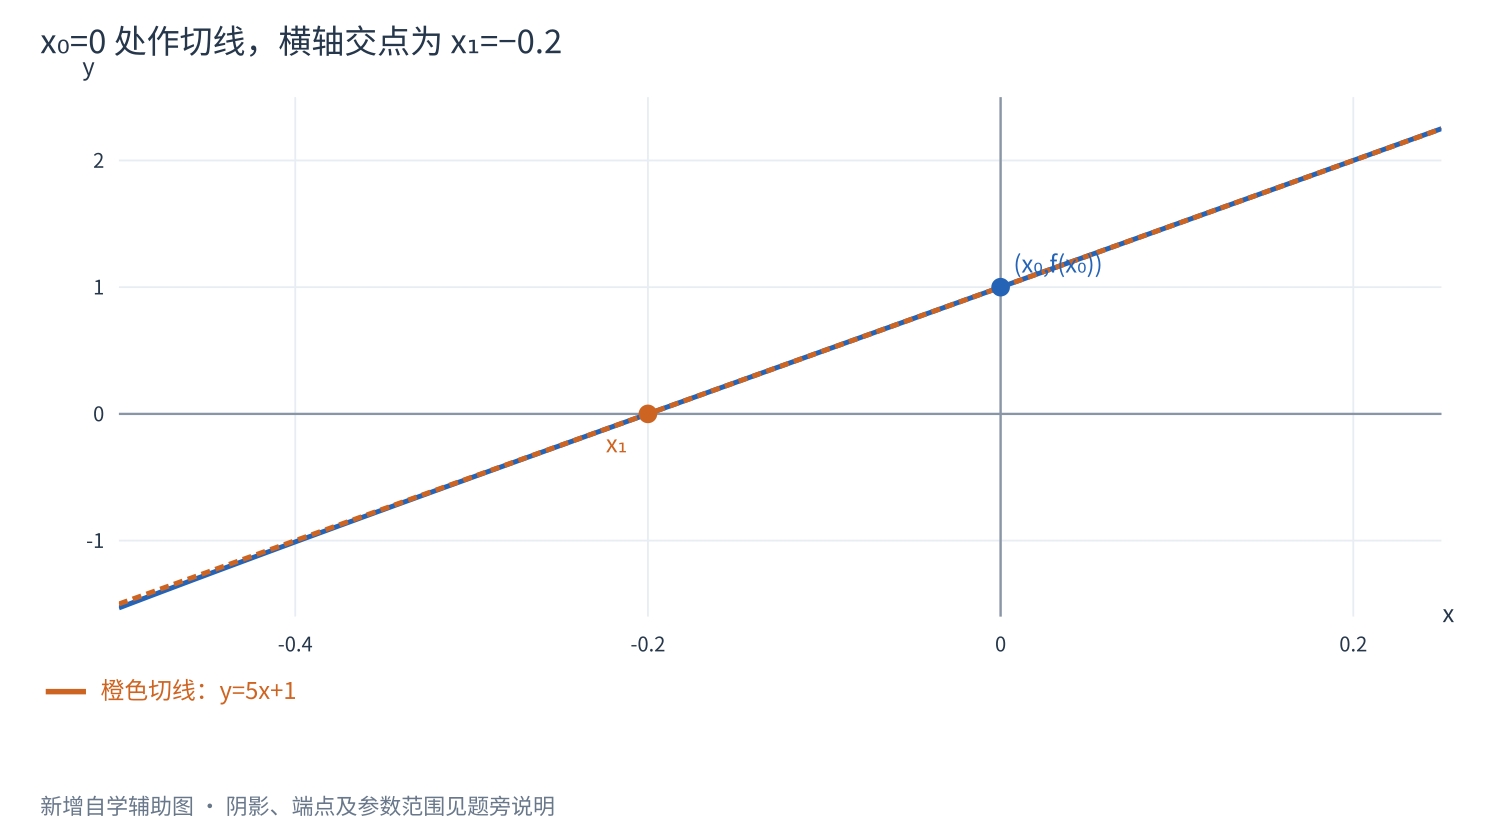 x₀=0 处作切线，横轴交点为 x₁=−0.2
y
2
(x₀,f(x₀))
1
0
x₁
-1
x
-0.4
-0.2
0
0.2
橙色切线：y=5x+1
新增自学辅助图 · 阴影、端点及参数范围见题旁说明